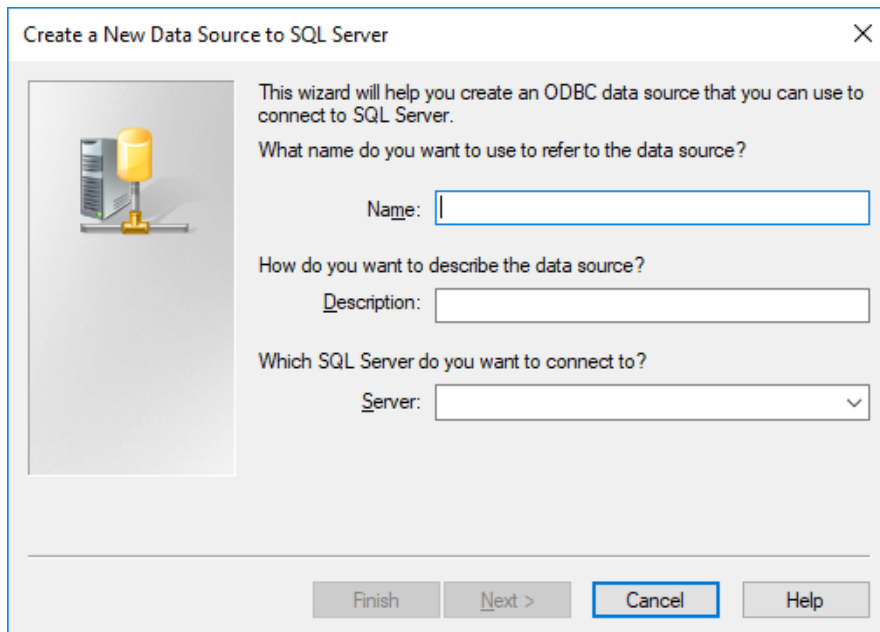 Create a New Data Source to SQL Server
This wizard will help you create an ODBC data source that you can use to
connect to SQL Server.
What name do you want to use to refer to the data source?
Name:
How do you want to describe the data source?
Description:
Which SQL Server do you want to connect to?
Server:
Finish Next > Cancel Help